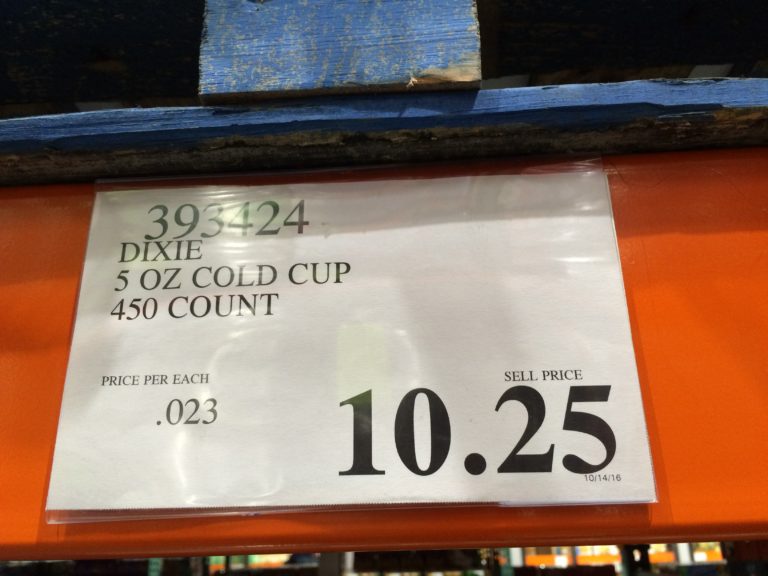 393424
DIXIE
5 OZ COLD CUP
450 COUNT
PRICE PER EACH
.023
SELL PRICE
10.25
10/14/16